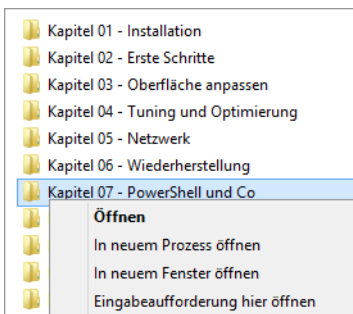 Kapitel 01 - Installation
Kapitel 02 - Erste Schritte
Kapitel 03 - Oberfläche anpassen
Kapitel 04 - Tuning und Optimierung
Kapitel 05 - Netzwerk
Kapitel 06 - Wiederherstellung
Kapitel 07 - PowerShell und Co
Öffnen
In neuem Prozess öffnen
In neuem Fenster öffnen
Eingabeaufforderung hier öffnen